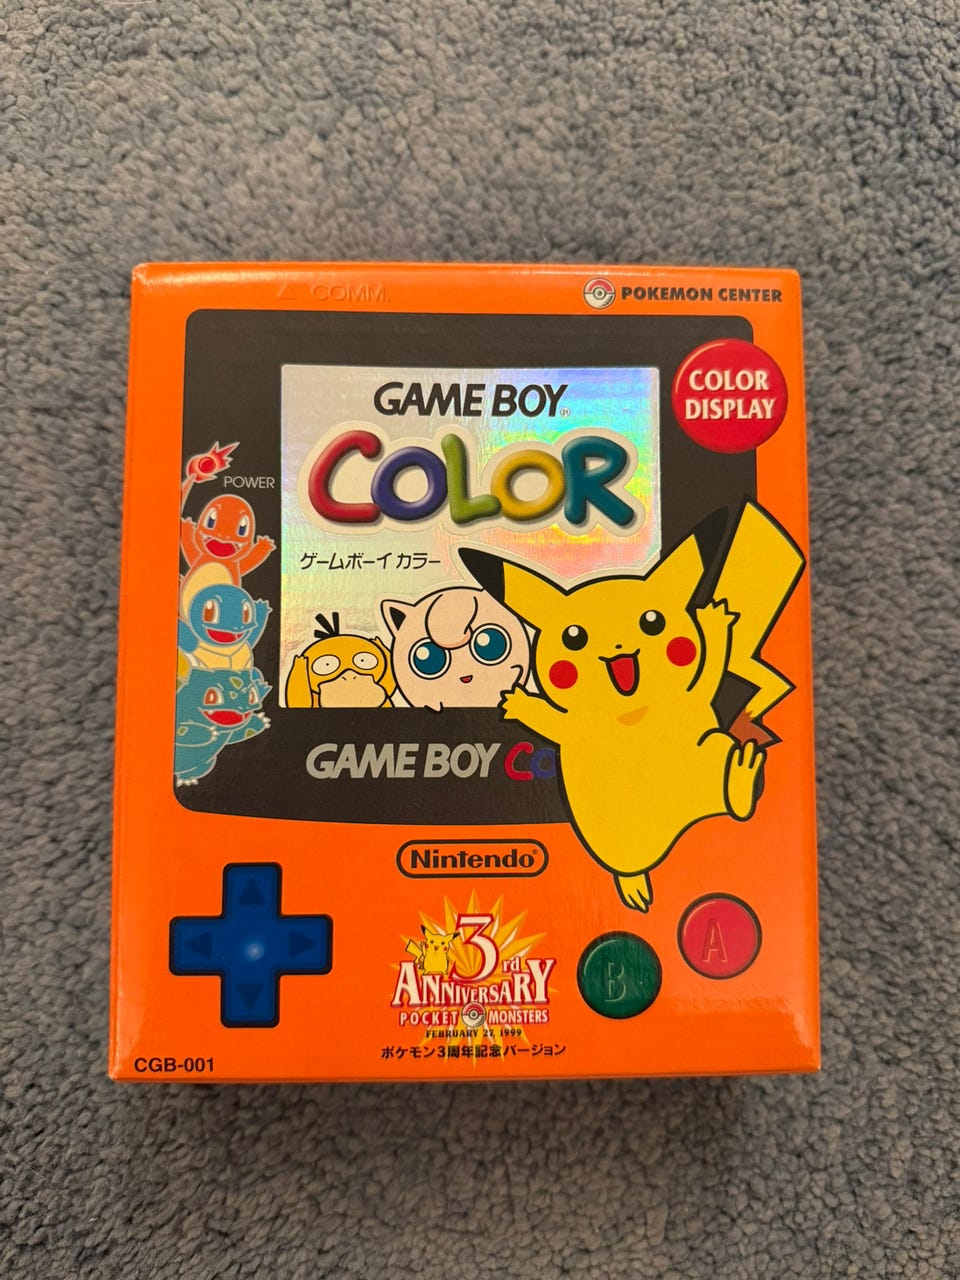 △ COMM.
POKEMON CENTER
COLOR
DISPLAY
GAME BOY®
COLOR
POWER
ゲームボーイ カラー
GAME BOY CO
Nintendo®
3rd
ANNIVERSARY
POCKET MONSTERS
FEBRUARY 27, 1999
ポケモン3周年記念バージョン
B
A
CGB-001